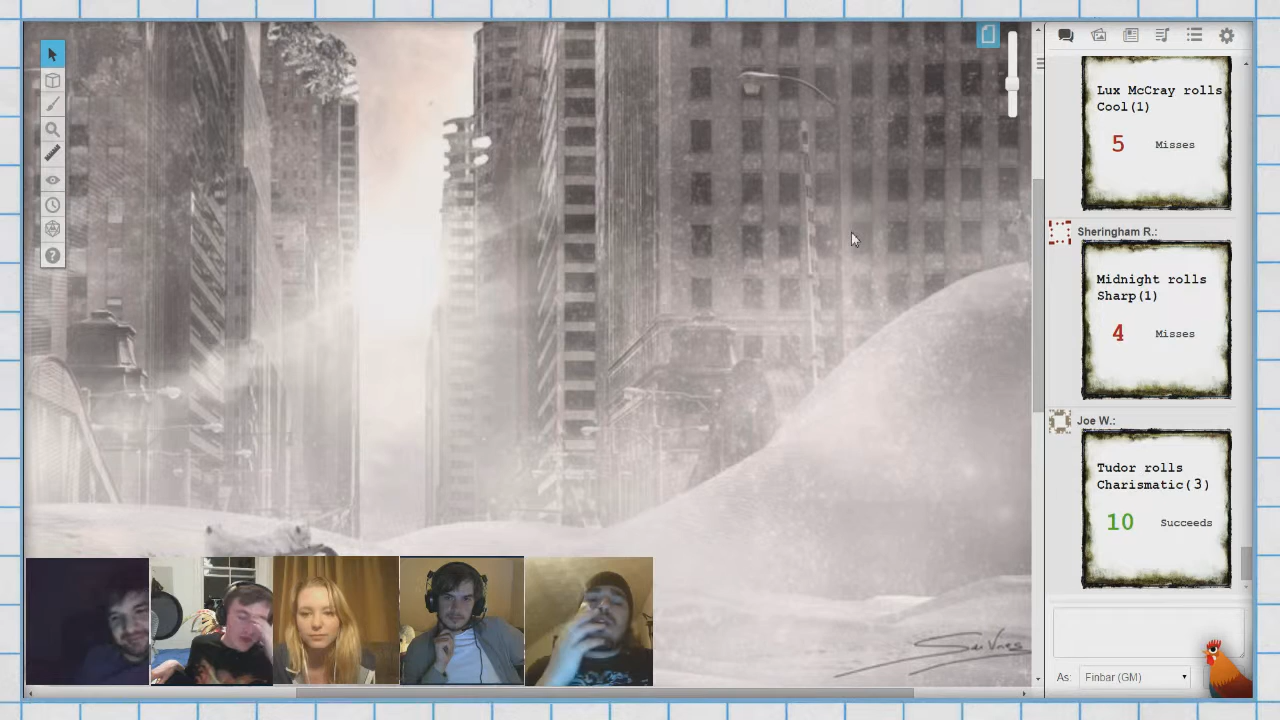 Lux McCray rolls
Cool(1)
5 Misses
Sheringham R.:
Midnight rolls
Sharp(1)
4 Misses
Joe W.:
Tudor rolls
Charismatic(3)
10 Succeeds
As: Finbar (GM)